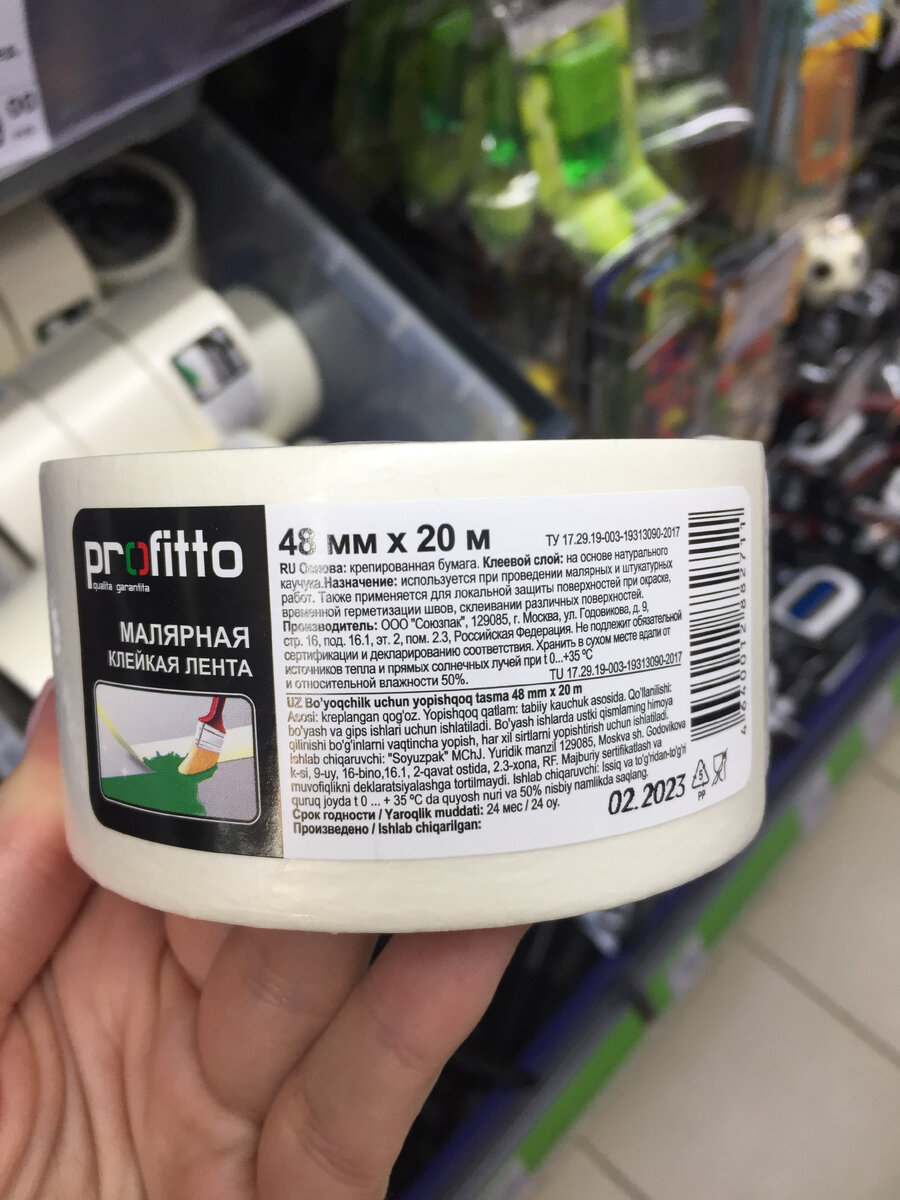 profitto
qualita garantita
МАЛЯРНАЯ
КЛЕЙКАЯ ЛЕНТА
48 мм x 20 м
ТУ 17.29.19-003-19313090-2017
RU Основа: крепированная бумага. Клеевой слой: на основе натурального
каучука.Назначение: используется при проведении малярных и штукатурных
работ. Также применяется для локальной защиты поверхностей при окраске,
временной герметизации швов, склеивании различных поверхностей.
Производитель: ООО "Союзпак", 129085, г. Москва, ул. Годовикова, д. 9,
стр. 16, под. 16.1, эт. 2, пом. 2.3, Российская Федерация. Не подлежит обязательной
сертификации и декларированию соответствия. Хранить в сухом месте вдали от
источников тепла и прямых солнечных лучей при t 0...+35 °C
и относительной влажности 50%.
TU 17.29.19-003-19313090-2017
UZ Bo'yoqchilik uchun yopishqoq tasma 48 mm x 20 m
Asosi: kreplangan qog'oz. Yopishqoq qatlam: tabiiy kauchuk asosida. Qo'llanilishi:
bo'yash va gips ishlari uchun ishlatiladi. Bo'yash ishlarda ustki qismlarning himoya
qilinishi bo'g'inlarni vaqtincha yopish, har xil sirtlarni yopishtirish uchun ishlatiladi.
Ishlab chiqaruvchi: "Soyuzpak" MChJ. Yuridik manzil 129085, Moskva sh. Godovikova
k-si, 9-uy, 16-bino,16.1, 2-qavat ostida, 2.3-xona, RF. Majburiy sertifikatlash va
muvofiqlikni deklaratsiyalashga tortilmaydi. Ishlab chiqaruvchi: Issiq va to'g'ridan-to'g'ri
quruq joyda t 0 ... + 35 °C da quyosh nuri va 50% nisbiy namlikda saqlang.
Срок годности / Yaroqlik muddati: 24 мес / 24 oy.
Произведено / Ishlab chiqarilgan:
02.2023
5
PP